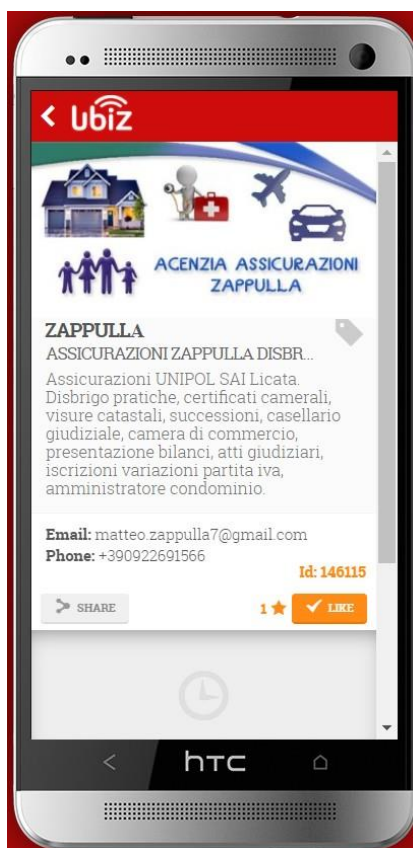 Ubiz
AGENZIA ASSICURAZIONI
ZAPPULLA
ZAPPULLA
ASSICURAZIONI ZAPPULLA DISBR...
Assicurazioni UNIPOL SAI Licata.
Disbrigo pratiche, certificati camerali,
visure catastali, successioni, casellario
giudiziale, camera di commercio,
presentazione bilanci, atti giudiziari,
iscrizioni variazioni partita iva,
amministratore condominio.
Email: matteo.zappulla7@gmail.com
Phone: +390922691566
Id: 146115
SHARE
1
LIKE
hTC